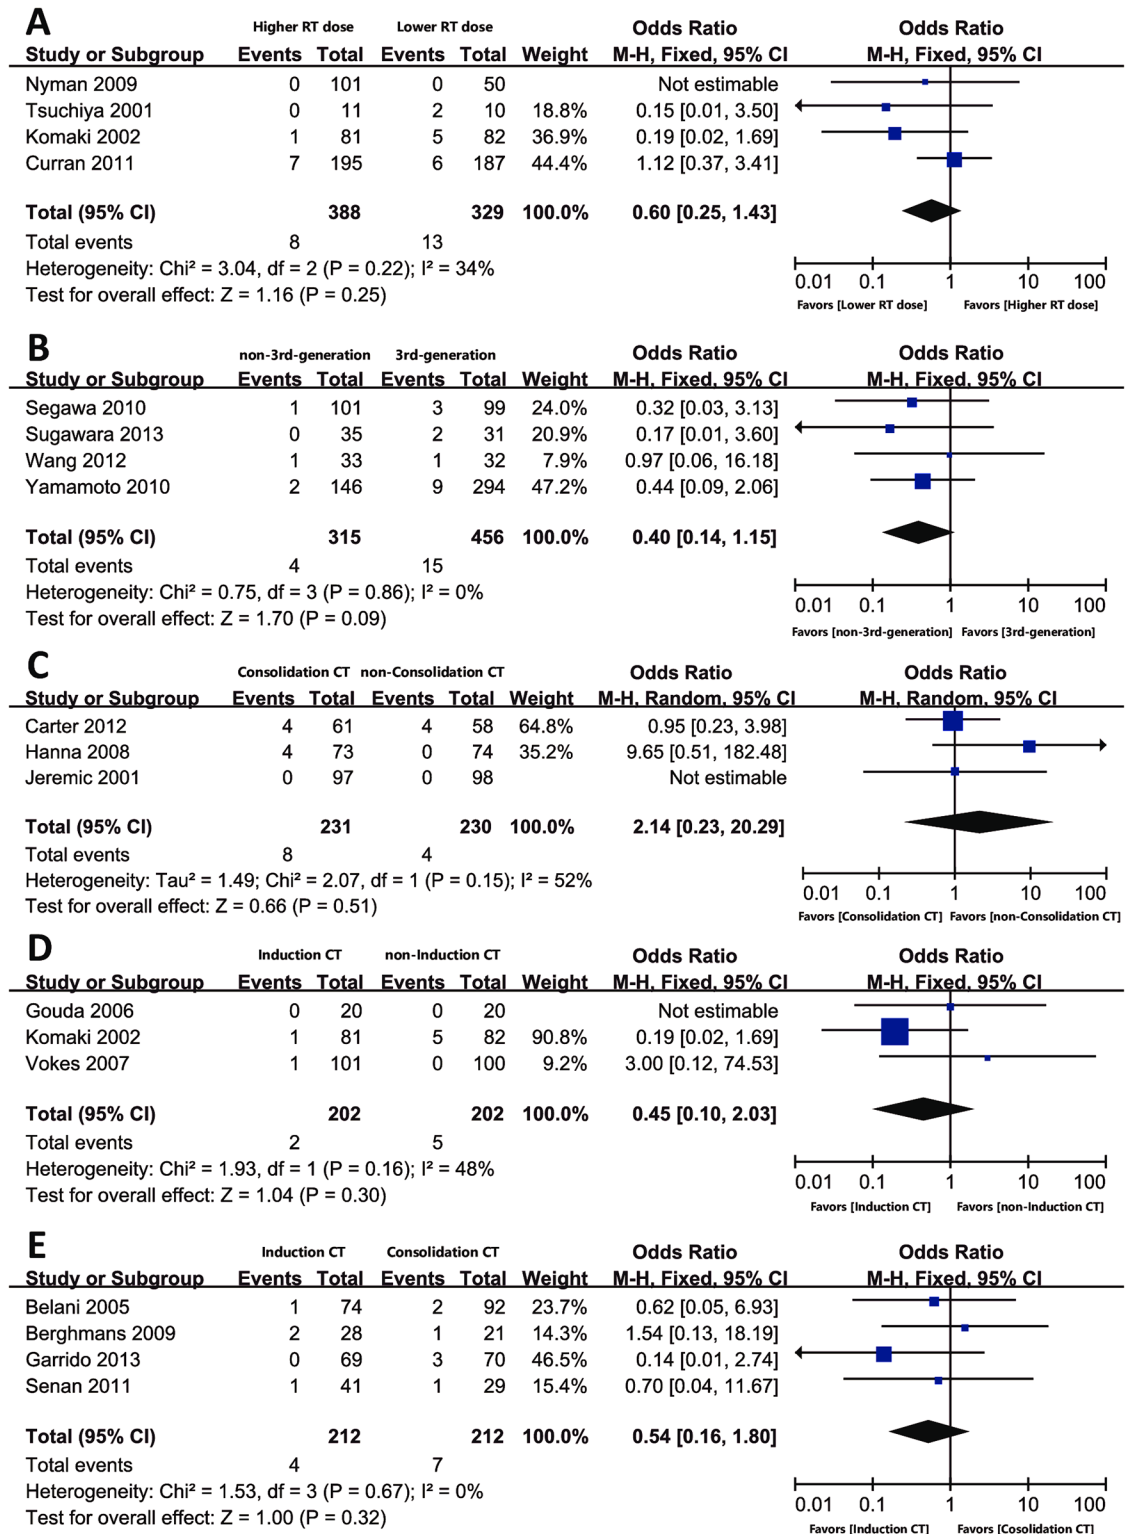 A
Higher RT dose Lower RT dose Odds Ratio Odds Ratio
Study or Subgroup Events Total Events Total Weight M-H, Fixed, 95% CI M-H, Fixed, 95% CI
Nyman 2009 0 101 0 50 Not estimable
Tsuchiya 2001 0 11 2 10 18.8% 0.15 [0.01, 3.50]
Komaki 2002 1 81 5 82 36.9% 0.19 [0.02, 1.69]
Curran 2011 7 195 6 187 44.4% 1.12 [0.37, 3.41]
Total (95% CI) 388 329 100.0% 0.60 [0.25, 1.43]
Total events 8 13
Heterogeneity: Chi² = 3.04, df = 2 (P = 0.22); I² = 34%
Test for overall effect: Z = 1.16 (P = 0.25)
0.01 0.1 1 10 100
Favors [Lower RT dose] Favors [Higher RT dose]
B
non-3rd-generation 3rd-generation Odds Ratio Odds Ratio
Study or Subgroup Events Total Events Total Weight M-H, Fixed, 95% CI M-H, Fixed, 95% CI
Segawa 2010 1 101 3 99 24.0% 0.32 [0.03, 3.13]
Sugawara 2013 0 35 2 31 20.9% 0.17 [0.01, 3.60]
Wang 2012 1 33 1 32 7.9% 0.97 [0.06, 16.18]
Yamamoto 2010 2 146 9 294 47.2% 0.44 [0.09, 2.06]
Total (95% CI) 315 456 100.0% 0.40 [0.14, 1.15]
Total events 4 15
Heterogeneity: Chi² = 0.75, df = 3 (P = 0.86); I² = 0%
Test for overall effect: Z = 1.70 (P = 0.09)
0.01 0.1 1 10 100
Favors [non-3rd-generation] Favors [3rd-generation]
C
Consolidation CT non-Consolidation CT Odds Ratio Odds Ratio
Study or Subgroup Events Total Events Total Weight M-H, Random, 95% CI M-H, Random, 95% CI
Carter 2012 4 61 4 58 64.8% 0.95 [0.23, 3.98]
Hanna 2008 4 73 0 74 35.2% 9.65 [0.51, 182.48]
Jeremic 2001 0 97 0 98 Not estimable
Total (95% CI) 231 230 100.0% 2.14 [0.23, 20.29]
Total events 8 4
Heterogeneity: Tau² = 1.49; Chi² = 2.07, df = 1 (P = 0.15); I² = 52%
Test for overall effect: Z = 0.66 (P = 0.51)
0.01 0.1 1 10 100
Favors [Consolidation CT] Favors [non-Consolidation CT]
D
Induction CT non-Induction CT Odds Ratio Odds Ratio
Study or Subgroup Events Total Events Total Weight M-H, Fixed, 95% CI M-H, Fixed, 95% CI
Gouda 2006 0 20 0 20 Not estimable
Komaki 2002 1 81 5 82 90.8% 0.19 [0.02, 1.69]
Vokes 2007 1 101 0 100 9.2% 3.00 [0.12, 74.53]
Total (95% CI) 202 202 100.0% 0.45 [0.10, 2.03]
Total events 2 5
Heterogeneity: Chi² = 1.93, df = 1 (P = 0.16); I² = 48%
Test for overall effect: Z = 1.04 (P = 0.30)
0.01 0.1 1 10 100
Favors [Induction CT] Favors [non-Induction CT]
E
Induction CT Consolidation CT Odds Ratio Odds Ratio
Study or Subgroup Events Total Events Total Weight M-H, Fixed, 95% CI M-H, Fixed, 95% CI
Belani 2005 1 74 2 92 23.7% 0.62 [0.05, 6.93]
Berghmans 2009 2 28 1 21 14.3% 1.54 [0.13, 18.19]
Garrido 2013 0 69 3 70 46.5% 0.14 [0.01, 2.74]
Senan 2011 1 41 1 29 15.4% 0.70 [0.04, 11.67]
Total (95% CI) 212 212 100.0% 0.54 [0.16, 1.80]
Total events 4 7
Heterogeneity: Chi² = 1.53, df = 3 (P = 0.67); I² = 0%
Test for overall effect: Z = 1.00 (P = 0.32)
0.01 0.1 1 10 100
Favors [Induction CT] Favors [Cosolidation CT]